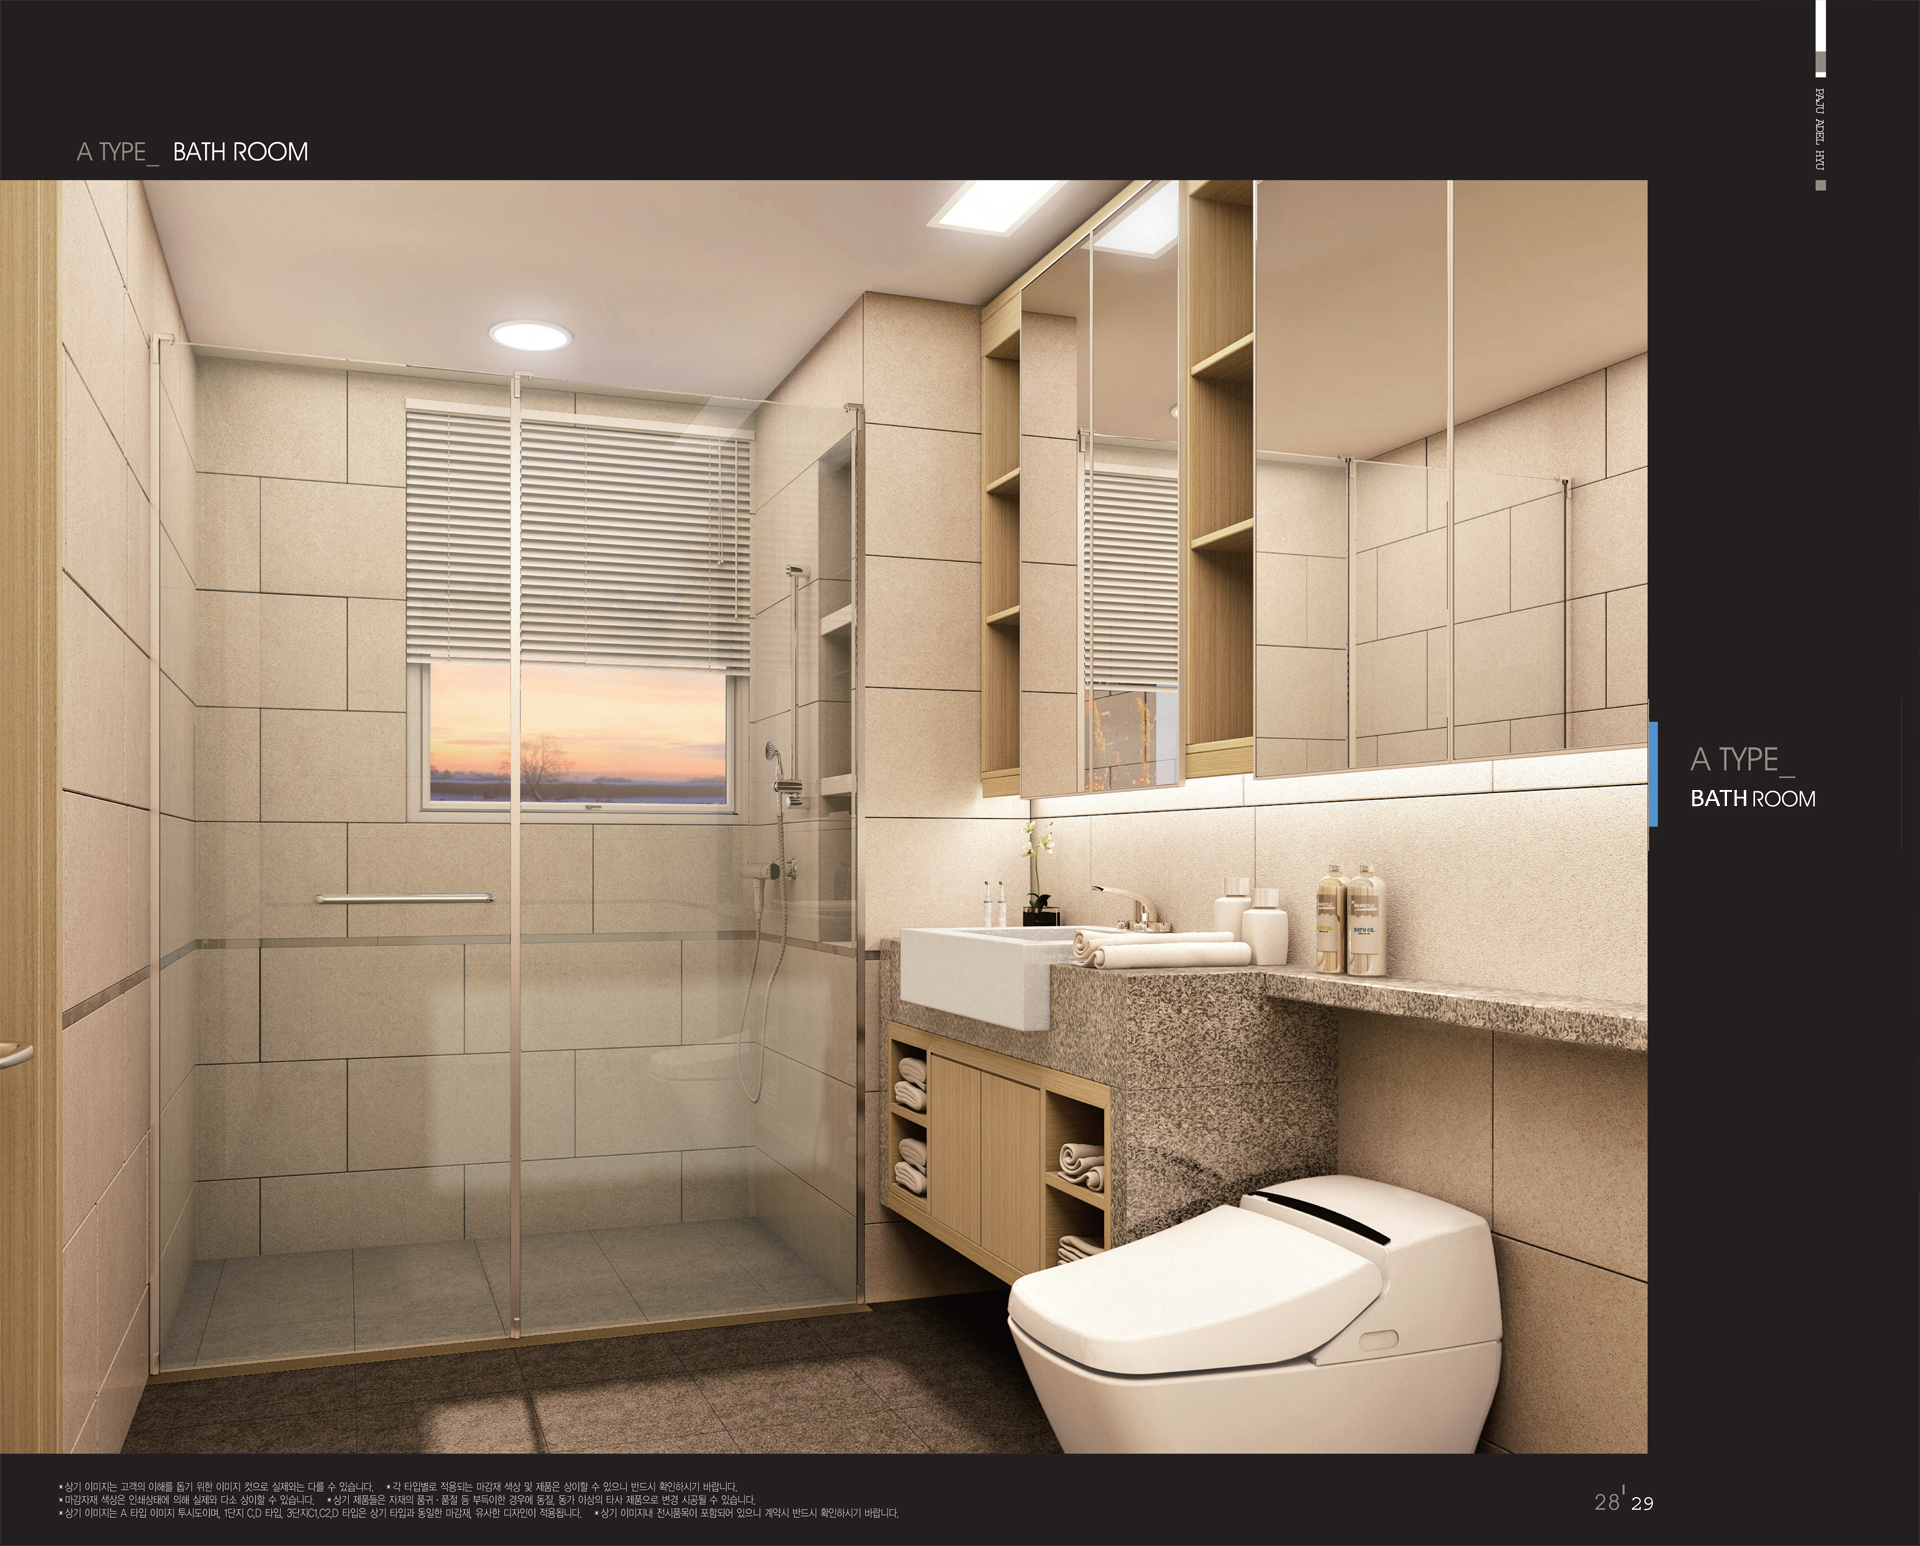 PAJU ADEL HYU
A TYPE_ BATH ROOM
A TYPE_
BATH ROOM
BATH OIL
*상기 이미지는 고객의 이해를 돕기 위한 이미지 컷으로 실제와는 다를 수 있습니다. *각 타입별로 적용되는 마감재 색상 및 제품은 상이할 수 있으니 반드시 확인하시기 바랍니다.
*마감자재 색상은 인쇄상태에 의해 실제와 다소 상이할 수 있습니다. *상기 제품들은 자재의 품귀·품절 등 부득이한 경우에 동질, 동가 이상의 타사 제품으로 변경 시공될 수 있습니다.
*상기 이미지는 A 타입 이미지 투시도이며, 1단지 C,D 타입, 3단지C1,C2,D 타입은 상기 타입과 동일한 마감재, 유사한 디자인이 적용됩니다. *상기 이미지내 전시품목이 포함되어 있으니 계약시 반드시 확인하시기 바랍니다.
28 29